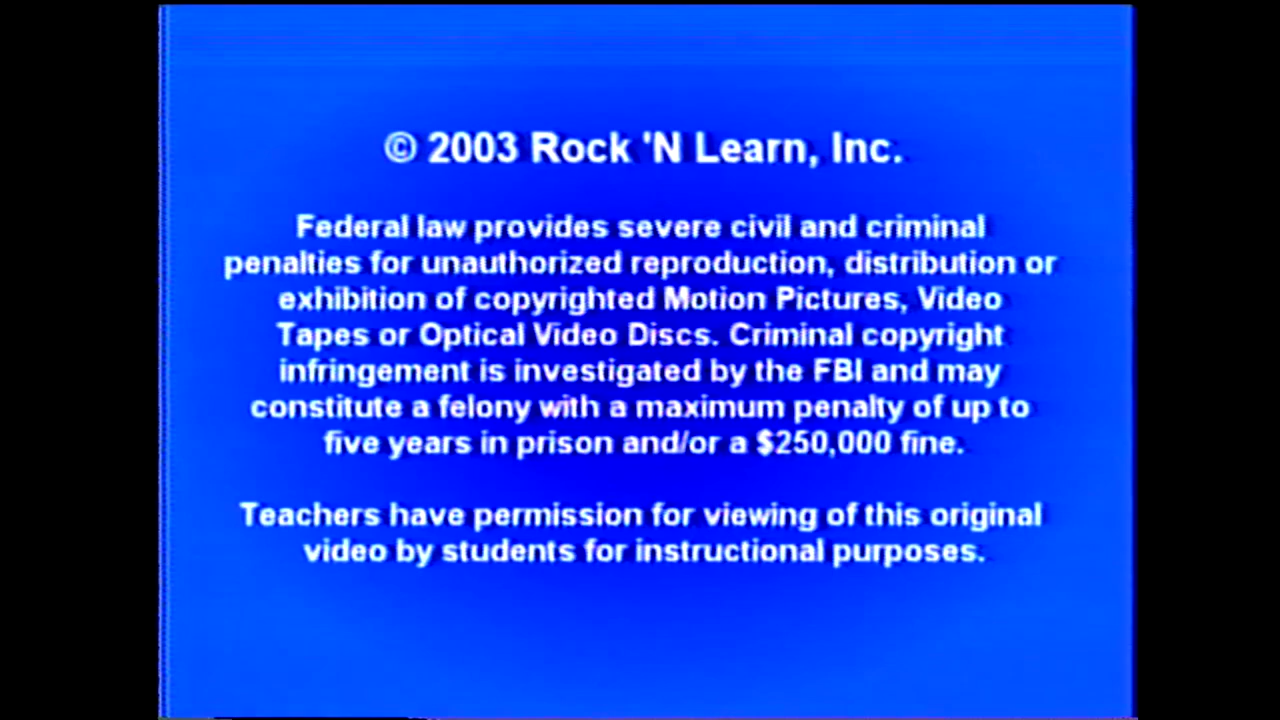 © 2003 Rock 'N Learn, Inc.
Federal law provides severe civil and criminal
penalties for unauthorized reproduction, distribution or
exhibition of copyrighted Motion Pictures, Video
Tapes or Optical Video Discs. Criminal copyright
infringement is investigated by the FBI and may
constitute a felony with a maximum penalty of up to
five years in prison and/or a $250,000 fine.
Teachers have permission for viewing of this original
video by students for instructional purposes.